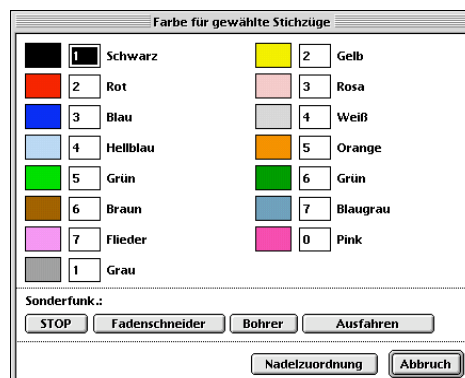 Farbe für gewählte Stichzüge
1 Schwarz 2 Gelb
2 Rot 3 Rosa
3 Blau 4 Weiß
4 Hellblau 5 Orange
5 Grün 6 Grün
6 Braun 7 Blaugrau
7 Flieder 0 Pink
1 Grau
Sonderfunk.:
STOP Fadenschneider Bohrer Ausfahren
Nadelzuordnung Abbruch